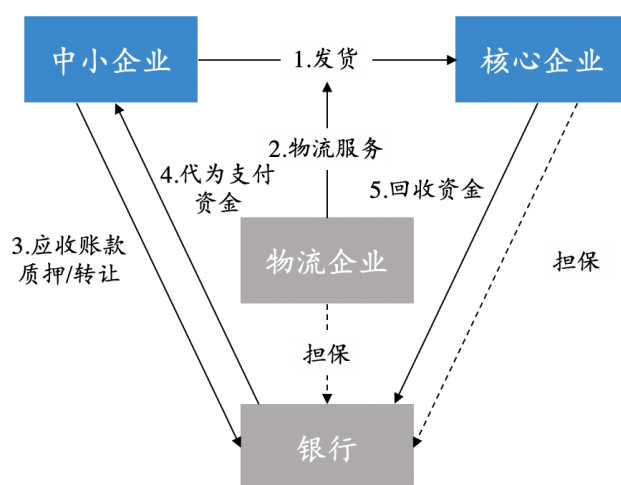 中小企业
1.发货
核心企业
2.物流服务
4.代为支付
资金
5.回收资金
3.应收账款
质押/转让
物流企业
担保
担保
银行